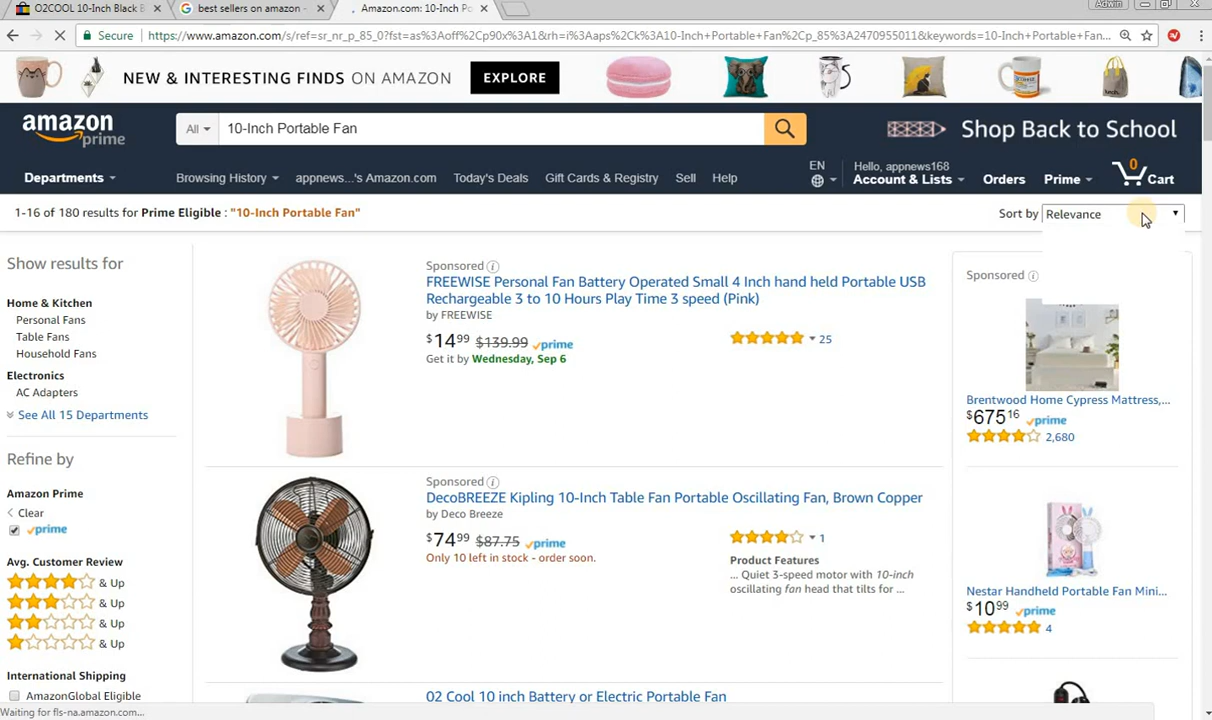 O2COOL 10-Inch Black B
best sellers on amazon -
Amazon.com: 10-Inch Po
Admin
Secure
https://www.amazon.com/s/ref=sr_nr_p_85_0?fst=as%3Aoff%2Cp90x%3A1&rh=i%3Aaps%2Ck%3A10-Inch+Portable+Fan%2Cp_85%3A2470955011&keywords=10-Inch+Portable+Fan...
NEW & INTERESTING FINDS ON AMAZON
EXPLORE
amazon prime
All
10-Inch Portable Fan
Shop Back to School
Departments
Browsing History
appnews...'s Amazon.com
Today's Deals
Gift Cards & Registry
Sell
Help
EN
Hello, appnews168
Account & Lists
Orders
Prime
0
Cart
1-16 of 180 results for Prime Eligible : "10-Inch Portable Fan"
Sort by Relevance
Show results for
Home & Kitchen
Personal Fans
Table Fans
Household Fans
Electronics
AC Adapters
See All 15 Departments
Refine by
Amazon Prime
Clear
prime
Avg. Customer Review
& Up
& Up
& Up
& Up
International Shipping
AmazonGlobal Eligible
Sponsored
FREEWISE Personal Fan Battery Operated Small 4 Inch hand held Portable USB
Rechargeable 3 to 10 Hours Play Time 3 speed (Pink)
by FREEWISE
$14 99 $139.99 prime
Get it by Wednesday, Sep 6
25
Sponsored
DecoBREEZE Kipling 10-Inch Table Fan Portable Oscillating Fan, Brown Copper
by Deco Breeze
$74 99 $87.75 prime
Only 10 left in stock - order soon.
1
Product Features
... Quiet 3-speed motor with 10-inch
oscillating fan head that tilts for ...
02 Cool 10 inch Battery or Electric Portable Fan
Sponsored
Brentwood Home Cypress Mattress,...
$675 16 prime
2,680
Nestar Handheld Portable Fan Mini...
$10 99 prime
4
Waiting for fls-na.amazon.com...